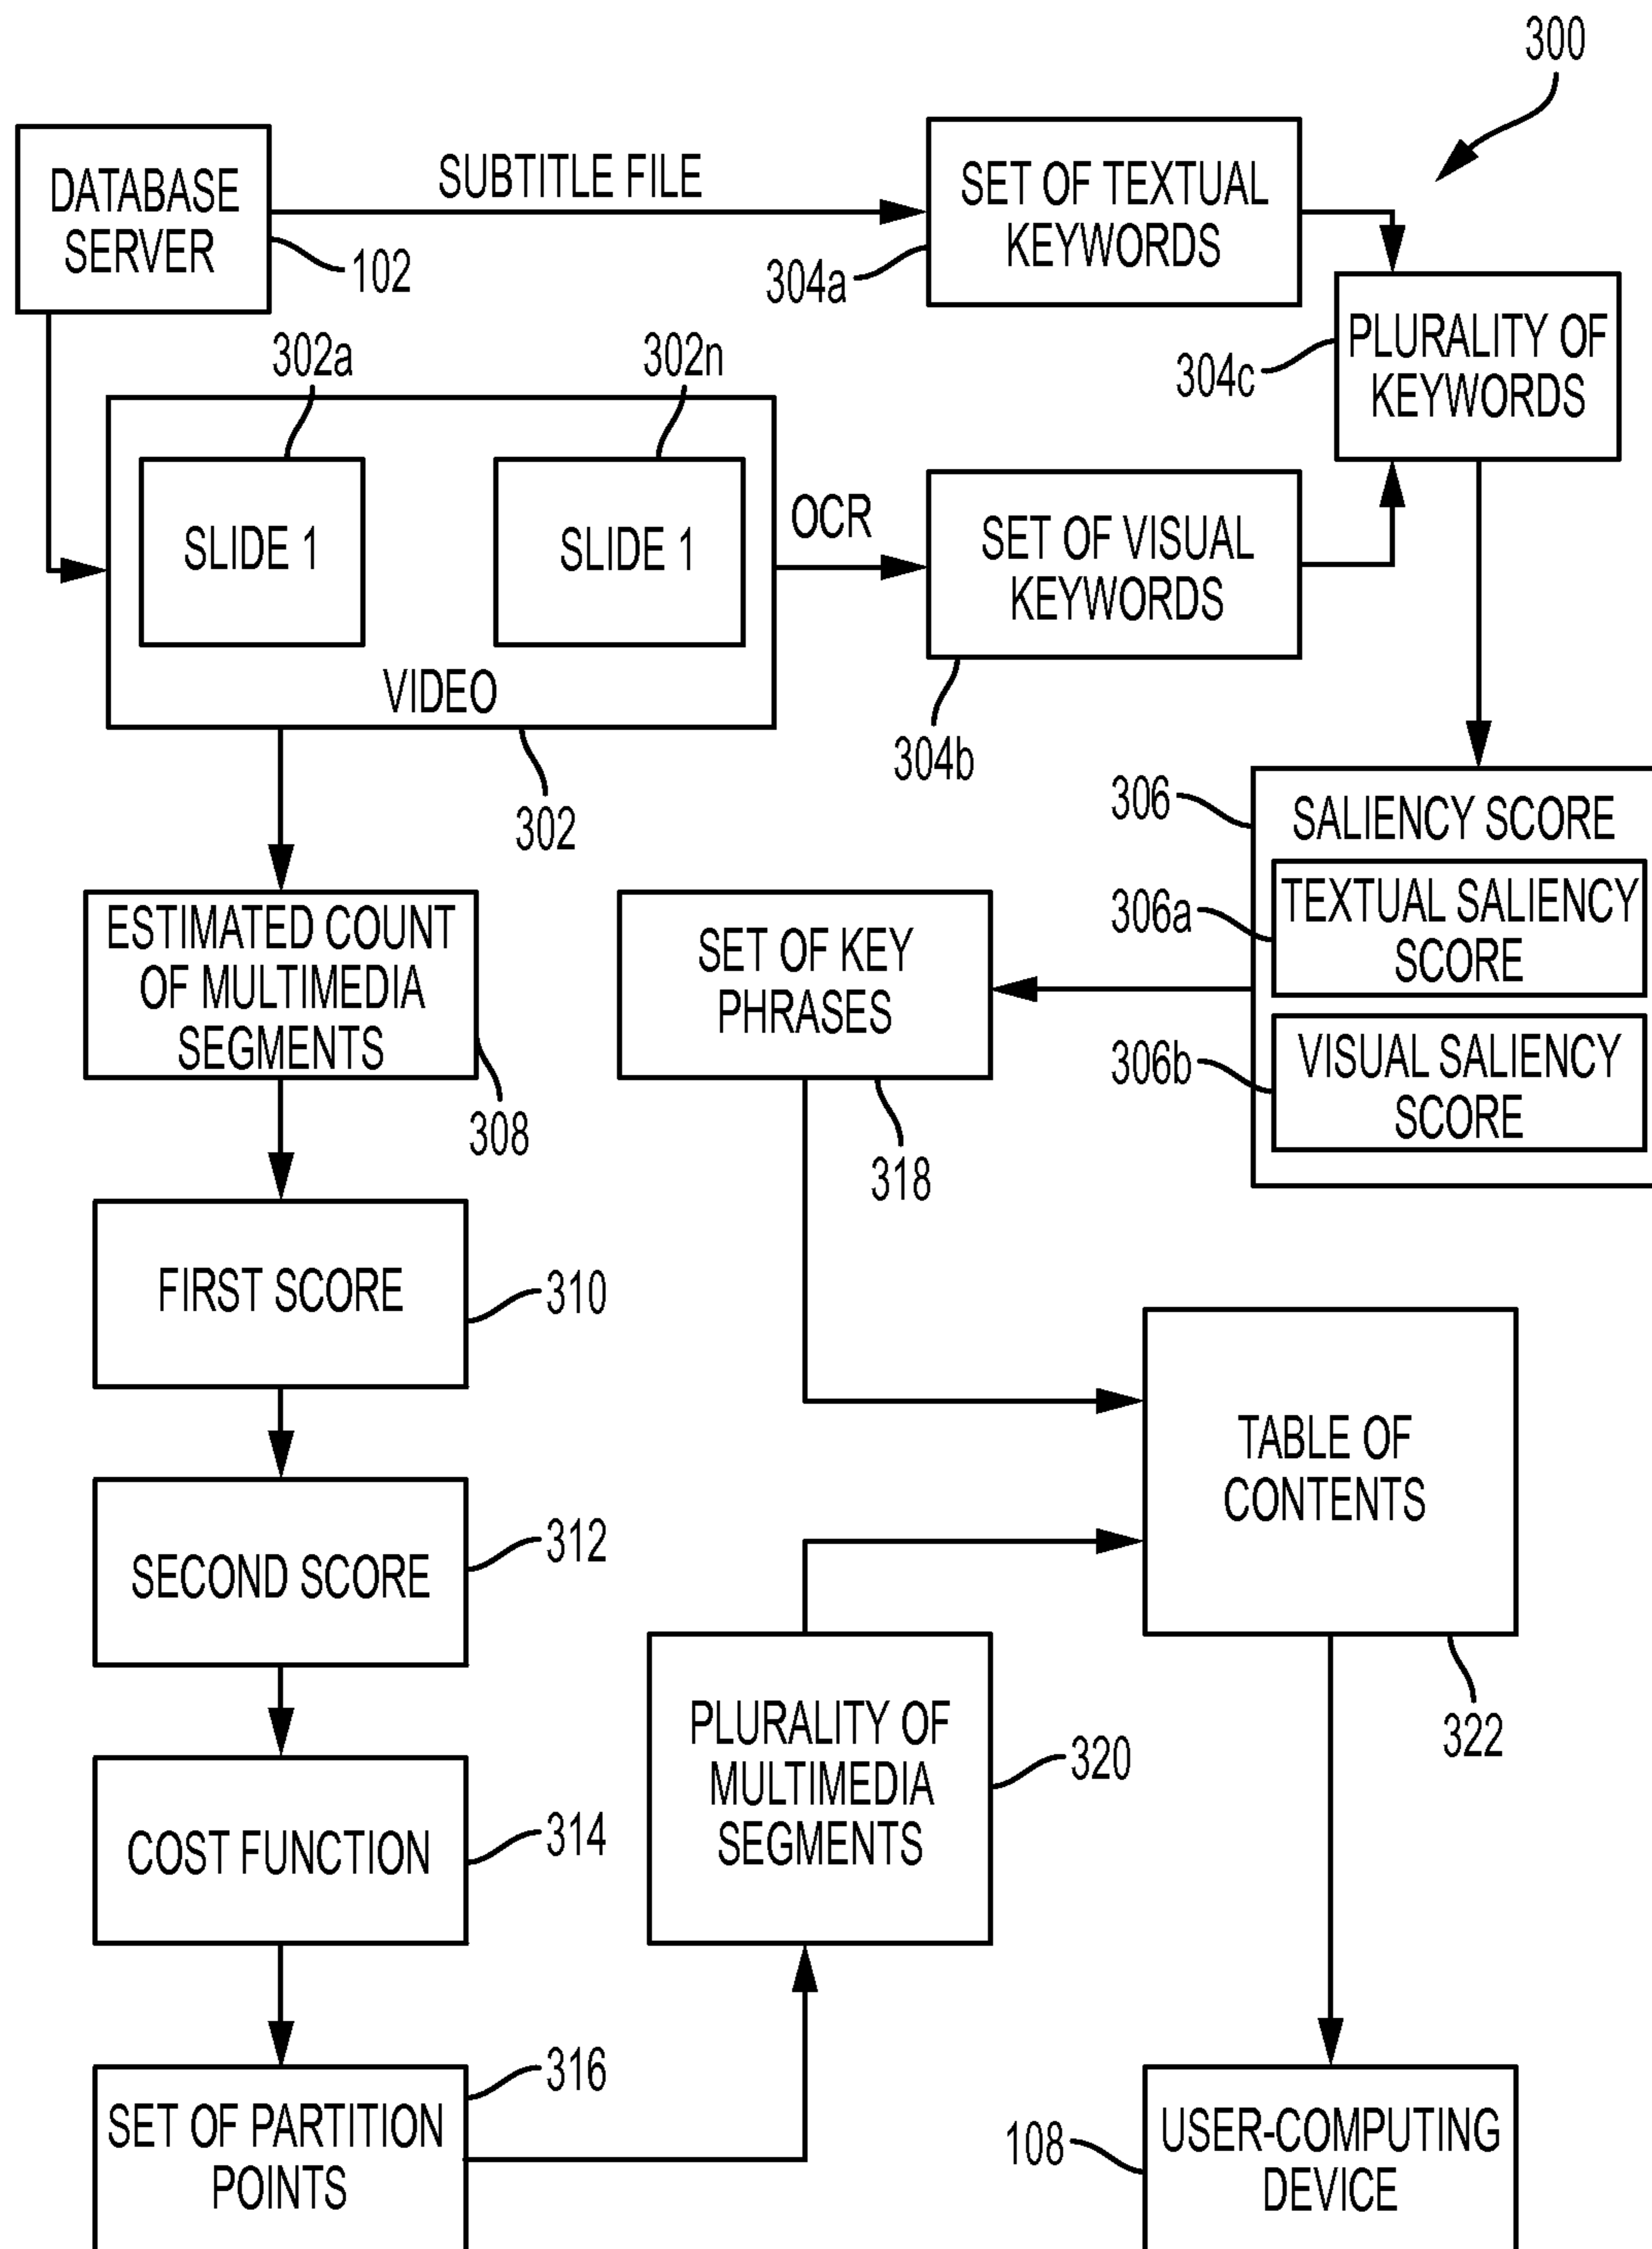 300
DATABASE
SERVER
102
SUBTITLE FILE
SET OF TEXTUAL
KEYWORDS
304a
PLURALITY OF
KEYWORDS
304c
302a
302n
SLIDE 1
SLIDE 1
VIDEO
302
OCR
SET OF VISUAL
KEYWORDS
304b
306
SALIENCY SCORE
306a
TEXTUAL SALIENCY
SCORE
306b
VISUAL SALIENCY
SCORE
ESTIMATED COUNT
OF MULTIMEDIA
SEGMENTS
308
SET OF KEY
PHRASES
318
FIRST SCORE
310
SECOND SCORE
312
COST FUNCTION
314
SET OF PARTITION
POINTS
316
PLURALITY OF
MULTIMEDIA
SEGMENTS
320
TABLE OF
CONTENTS
322
108
USER-COMPUTING
DEVICE